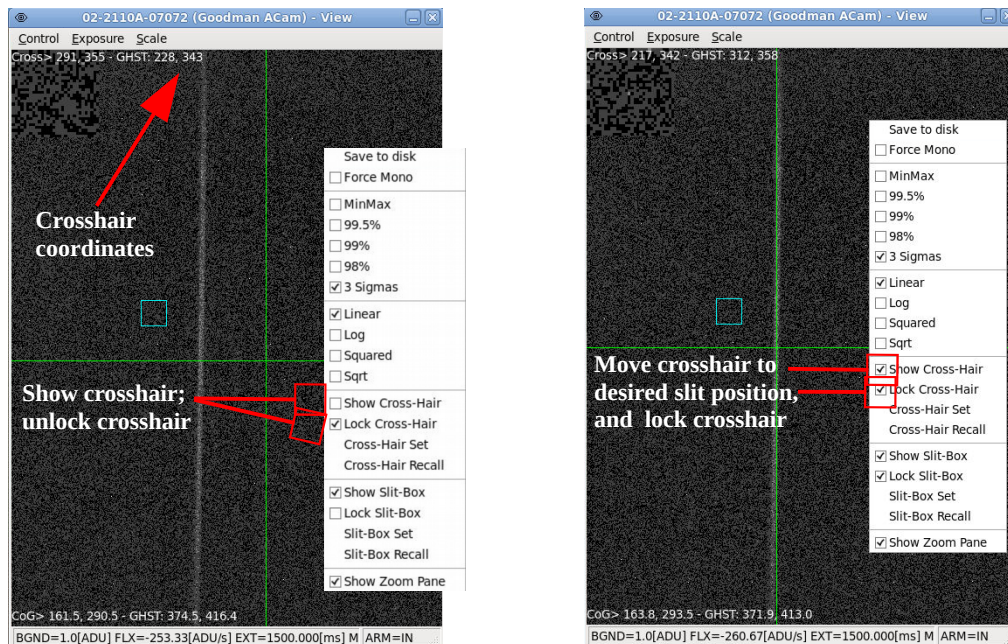 02-2110A-07072 (Goodman ACam) - View
Control Exposure Scale
Cross> 291, 355 - GHST: 228, 343
Crosshair
coordinates
Save to disk
Force Mono
MinMax
99.5%
99%
98%
3 Sigmas
Linear
Log
Squared
Sqrt
Show crosshair;
unlock crosshair
Show Cross-Hair
Lock Cross-Hair
Cross-Hair Set
Cross-Hair Recall
Show Slit-Box
Lock Slit-Box
Slit-Box Set
Slit-Box Recall
Show Zoom Pane
CoG> 161.5, 290.5 - GHST: 374.5, 416.4
BGND=1.0[ADU] FLX=-253.33[ADU/s] EXT=1500.000[ms] M ARM=IN
02-2110A-07072 (Goodman ACam) - View
Control Exposure Scale
Cross> 217, 342 - GHST: 312, 358
Save to disk
Force Mono
MinMax
99.5%
99%
98%
3 Sigmas
Linear
Log
Squared
Sqrt
Move crosshair to
desired slit position,
and lock crosshair
Show Cross-Hair
Lock Cross-Hair
Cross-Hair Set
Cross-Hair Recall
Show Slit-Box
Lock Slit-Box
Slit-Box Set
Slit-Box Recall
Show Zoom Pane
CoG> 163.8, 293.5 - GHST: 371.9, 413.0
BGND=1.0[ADU] FLX=-260.67[ADU/s] EXT=1500.000[ms] M ARM=IN